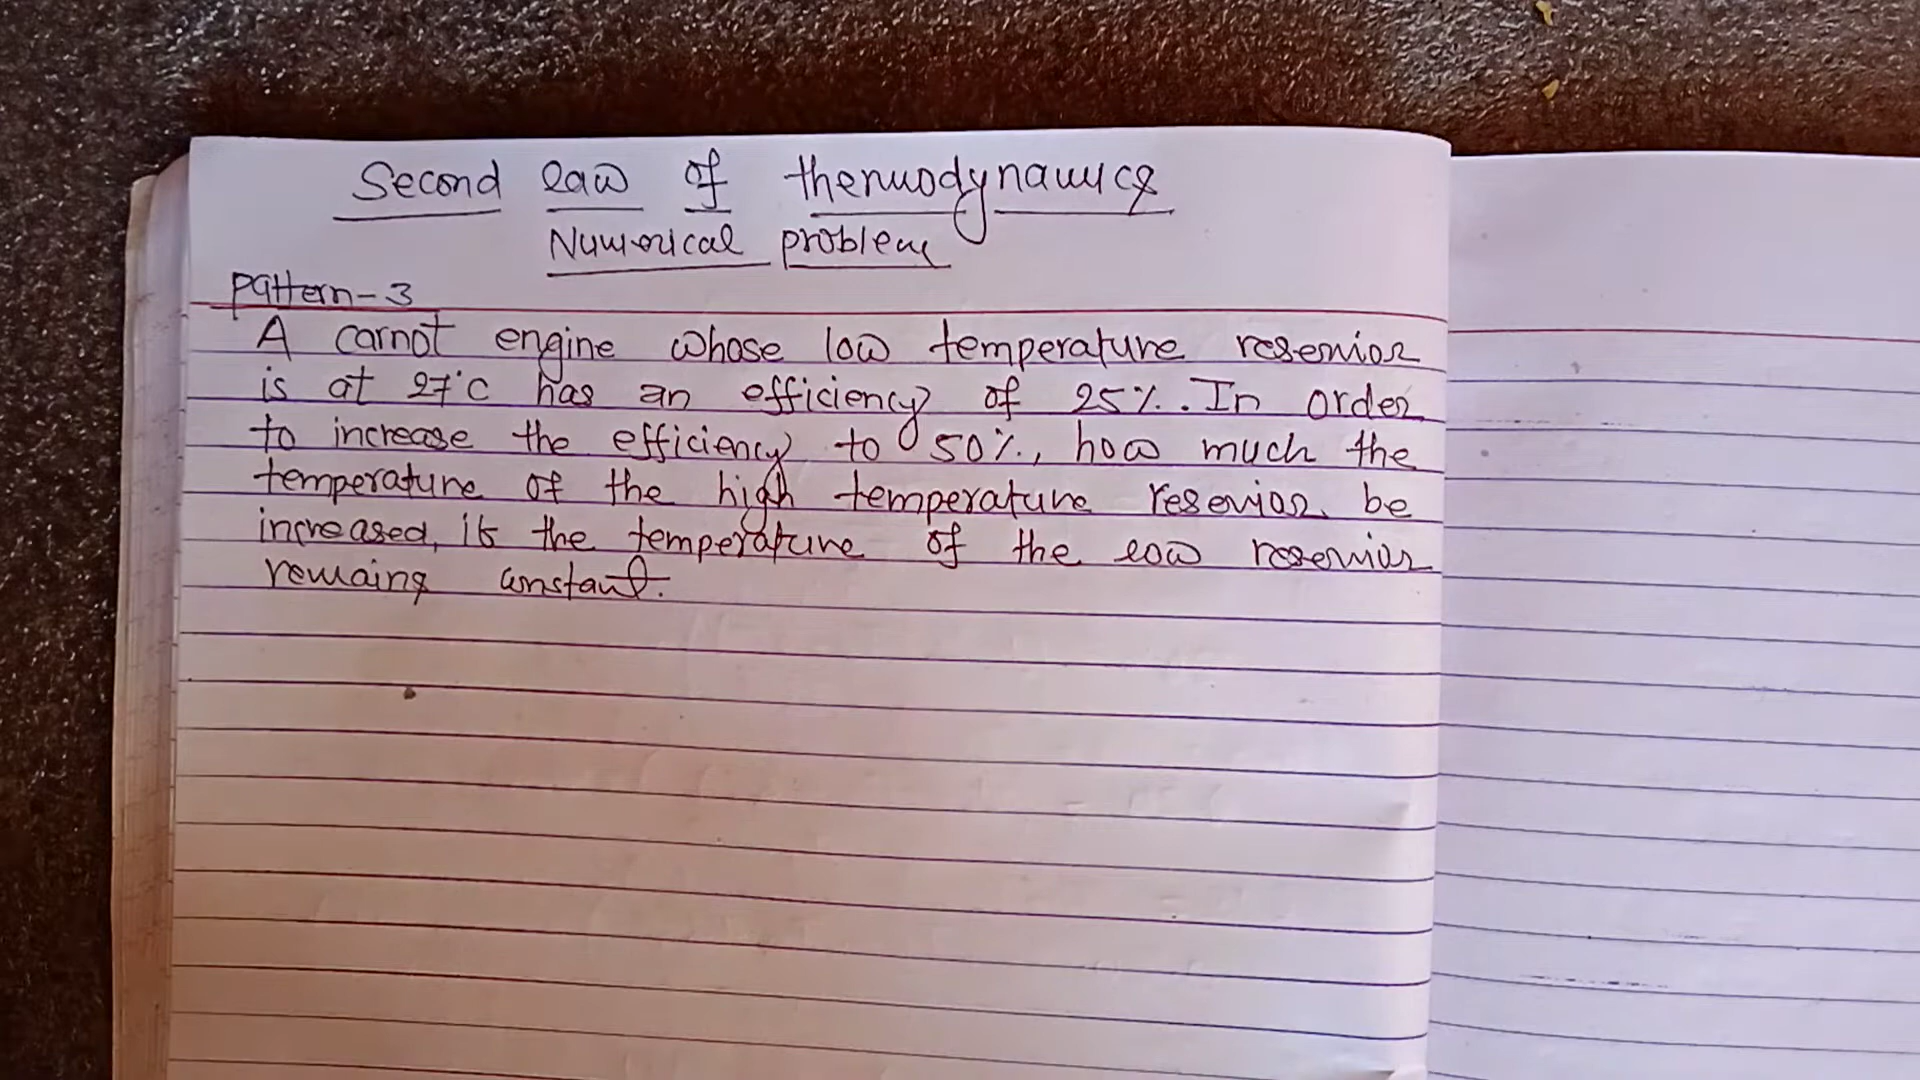 Second law of thermodynamics
Numerical problem
pattern-3
A carnot engine whose low temperature reservior
is at 27°C has an efficiency of 25%. In order
to increase the efficiency to 50%, how much the
temperature of the high temperature resevior be
increased, if the temperature of the low reservior
remains constant.